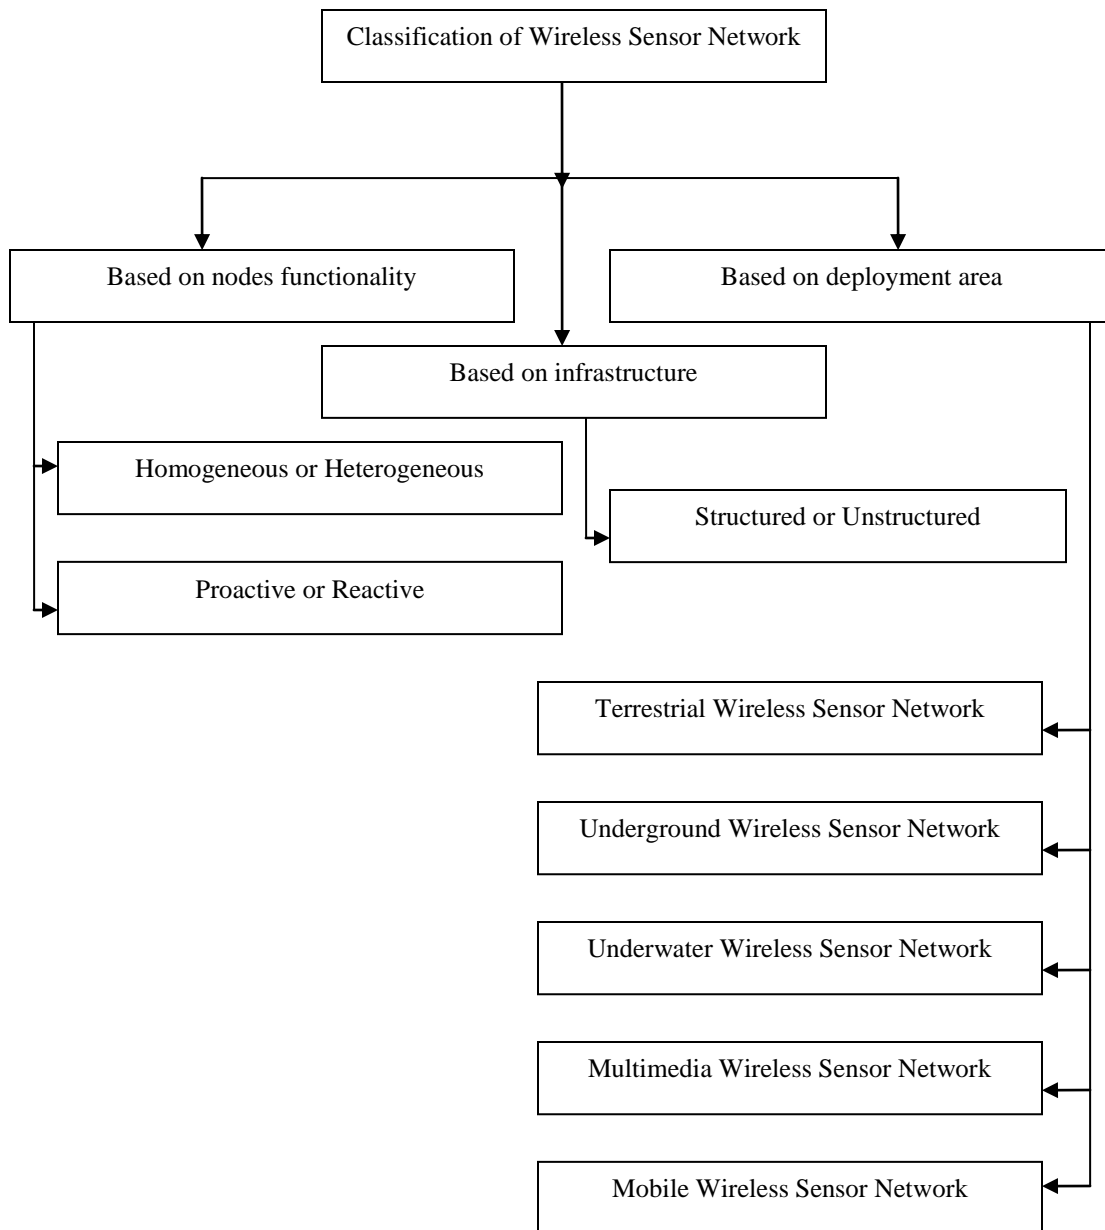 Classification of Wireless Sensor Network
Based on nodes functionality
Based on deployment area
Based on infrastructure
Homogeneous or Heterogeneous
Structured or Unstructured
Proactive or Reactive
Terrestrial Wireless Sensor Network
Underground Wireless Sensor Network
Underwater Wireless Sensor Network
Multimedia Wireless Sensor Network
Mobile Wireless Sensor Network